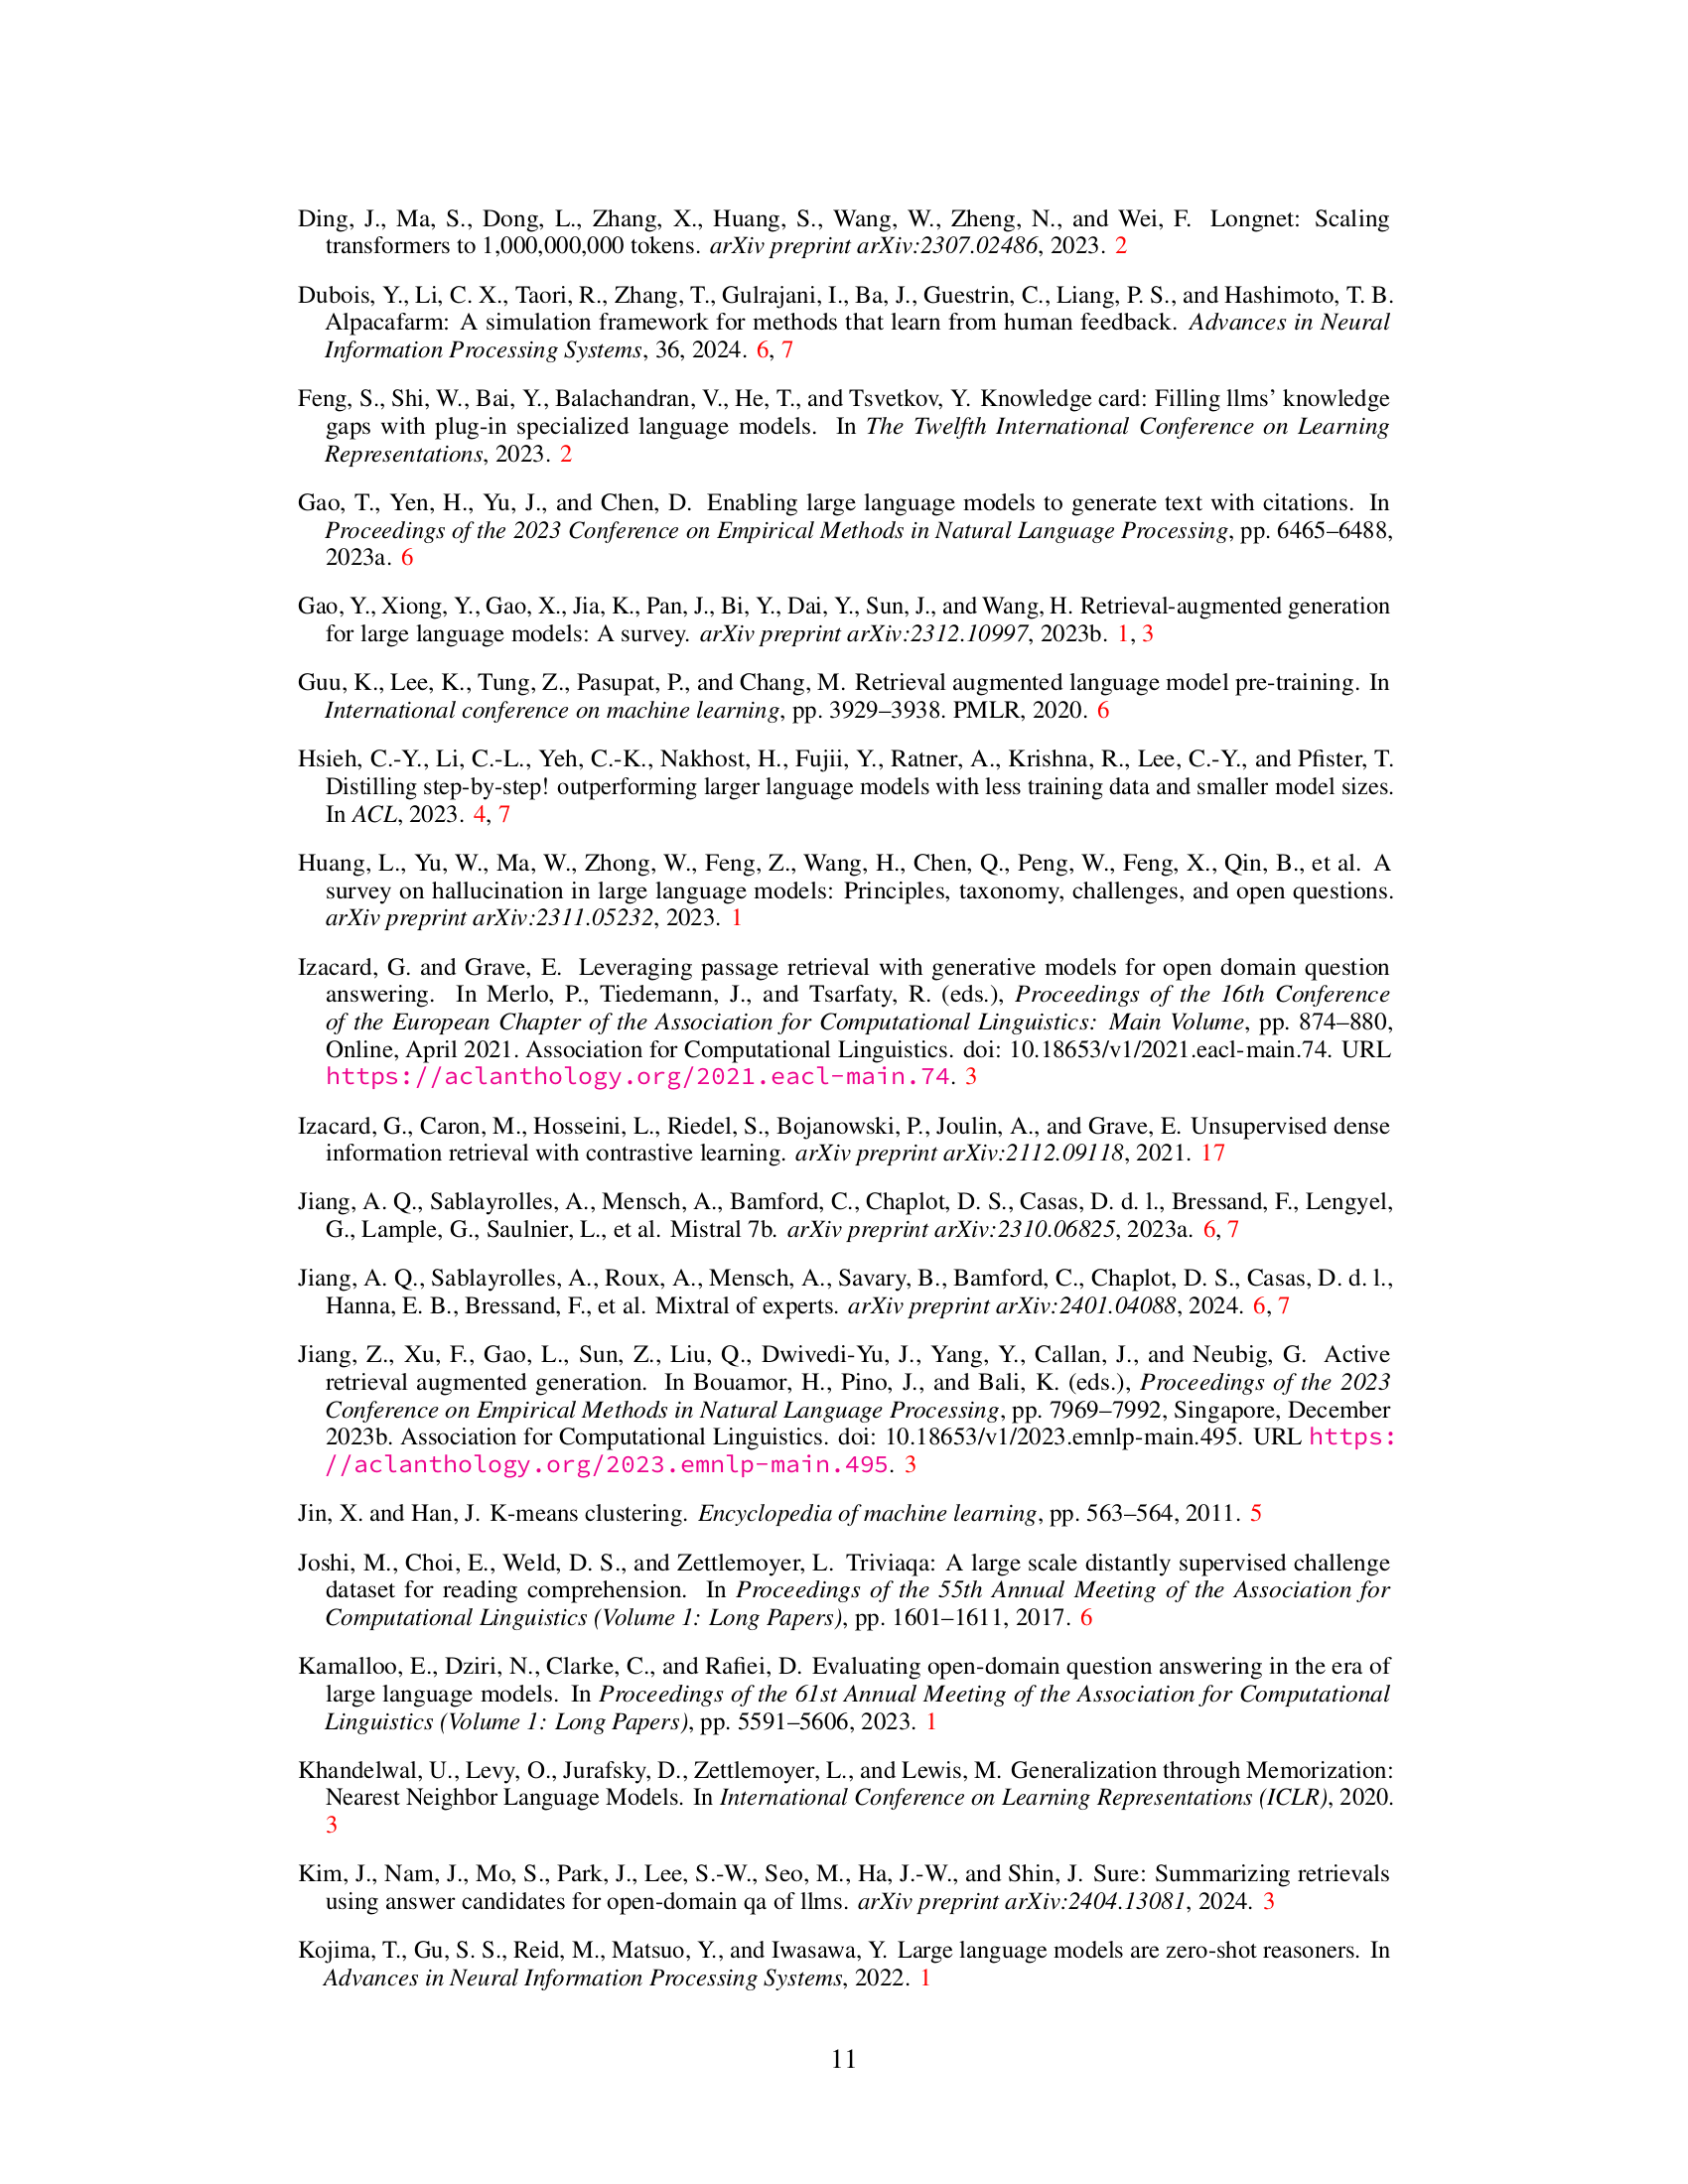 Ding, J., Ma, S., Dong, L., Zhang, X., Huang, S., Wang, W., Zheng, N., and Wei, F. Longnet: Scaling
transformers to 1,000,000,000 tokens. arXiv preprint arXiv:2307.02486, 2023. 2
Dubois, Y., Li, C. X., Taori, R., Zhang, T., Gulrajani, I., Ba, J., Guestrin, C., Liang, P. S., and Hashimoto, T. B.
Alpacafarm: A simulation framework for methods that learn from human feedback. Advances in Neural
Information Processing Systems, 36, 2024. 6, 7
Feng, S., Shi, W., Bai, Y., Balachandran, V., He, T., and Tsvetkov, Y. Knowledge card: Filling llms' knowledge
gaps with plug-in specialized language models. In The Twelfth International Conference on Learning
Representations, 2023. 2
Gao, T., Yen, H., Yu, J., and Chen, D. Enabling large language models to generate text with citations. In
Proceedings of the 2023 Conference on Empirical Methods in Natural Language Processing, pp. 6465–6488,
2023a. 6
Gao, Y., Xiong, Y., Gao, X., Jia, K., Pan, J., Bi, Y., Dai, Y., Sun, J., and Wang, H. Retrieval-augmented generation
for large language models: A survey. arXiv preprint arXiv:2312.10997, 2023b. 1, 3
Guu, K., Lee, K., Tung, Z., Pasupat, P., and Chang, M. Retrieval augmented language model pre-training. In
International conference on machine learning, pp. 3929–3938. PMLR, 2020. 6
Hsieh, C.-Y., Li, C.-L., Yeh, C.-K., Nakhost, H., Fujii, Y., Ratner, A., Krishna, R., Lee, C.-Y., and Pfister, T.
Distilling step-by-step! outperforming larger language models with less training data and smaller model sizes.
In ACL, 2023. 4, 7
Huang, L., Yu, W., Ma, W., Zhong, W., Feng, Z., Wang, H., Chen, Q., Peng, W., Feng, X., Qin, B., et al. A
survey on hallucination in large language models: Principles, taxonomy, challenges, and open questions.
arXiv preprint arXiv:2311.05232, 2023. 1
Izacard, G. and Grave, E. Leveraging passage retrieval with generative models for open domain question
answering. In Merlo, P., Tiedemann, J., and Tsarfaty, R. (eds.), Proceedings of the 16th Conference
of the European Chapter of the Association for Computational Linguistics: Main Volume, pp. 874–880,
Online, April 2021. Association for Computational Linguistics. doi: 10.18653/v1/2021.eacl-main.74. URL
https://aclanthology.org/2021.eacl-main.74. 3
Izacard, G., Caron, M., Hosseini, L., Riedel, S., Bojanowski, P., Joulin, A., and Grave, E. Unsupervised dense
information retrieval with contrastive learning. arXiv preprint arXiv:2112.09118, 2021. 17
Jiang, A. Q., Sablayrolles, A., Mensch, A., Bamford, C., Chaplot, D. S., Casas, D. d. l., Bressand, F., Lengyel,
G., Lample, G., Saulnier, L., et al. Mistral 7b. arXiv preprint arXiv:2310.06825, 2023a. 6, 7
Jiang, A. Q., Sablayrolles, A., Roux, A., Mensch, A., Savary, B., Bamford, C., Chaplot, D. S., Casas, D. d. l.,
Hanna, E. B., Bressand, F., et al. Mixtral of experts. arXiv preprint arXiv:2401.04088, 2024. 6, 7
Jiang, Z., Xu, F., Gao, L., Sun, Z., Liu, Q., Dwivedi-Yu, J., Yang, Y., Callan, J., and Neubig, G. Active
retrieval augmented generation. In Bouamor, H., Pino, J., and Bali, K. (eds.), Proceedings of the 2023
Conference on Empirical Methods in Natural Language Processing, pp. 7969–7992, Singapore, December
2023b. Association for Computational Linguistics. doi: 10.18653/v1/2023.emnlp-main.495. URL https:
//aclanthology.org/2023.emnlp-main.495. 3
Jin, X. and Han, J. K-means clustering. Encyclopedia of machine learning, pp. 563–564, 2011. 5
Joshi, M., Choi, E., Weld, D. S., and Zettlemoyer, L. Triviaqa: A large scale distantly supervised challenge
dataset for reading comprehension. In Proceedings of the 55th Annual Meeting of the Association for
Computational Linguistics (Volume 1: Long Papers), pp. 1601–1611, 2017. 6
Kamalloo, E., Dziri, N., Clarke, C., and Rafiei, D. Evaluating open-domain question answering in the era of
large language models. In Proceedings of the 61st Annual Meeting of the Association for Computational
Linguistics (Volume 1: Long Papers), pp. 5591–5606, 2023. 1
Khandelwal, U., Levy, O., Jurafsky, D., Zettlemoyer, L., and Lewis, M. Generalization through Memorization:
Nearest Neighbor Language Models. In International Conference on Learning Representations (ICLR), 2020.
3
Kim, J., Nam, J., Mo, S., Park, J., Lee, S.-W., Seo, M., Ha, J.-W., and Shin, J. Sure: Summarizing retrievals
using answer candidates for open-domain qa of llms. arXiv preprint arXiv:2404.13081, 2024. 3
Kojima, T., Gu, S. S., Reid, M., Matsuo, Y., and Iwasawa, Y. Large language models are zero-shot reasoners. In
Advances in Neural Information Processing Systems, 2022. 1
11